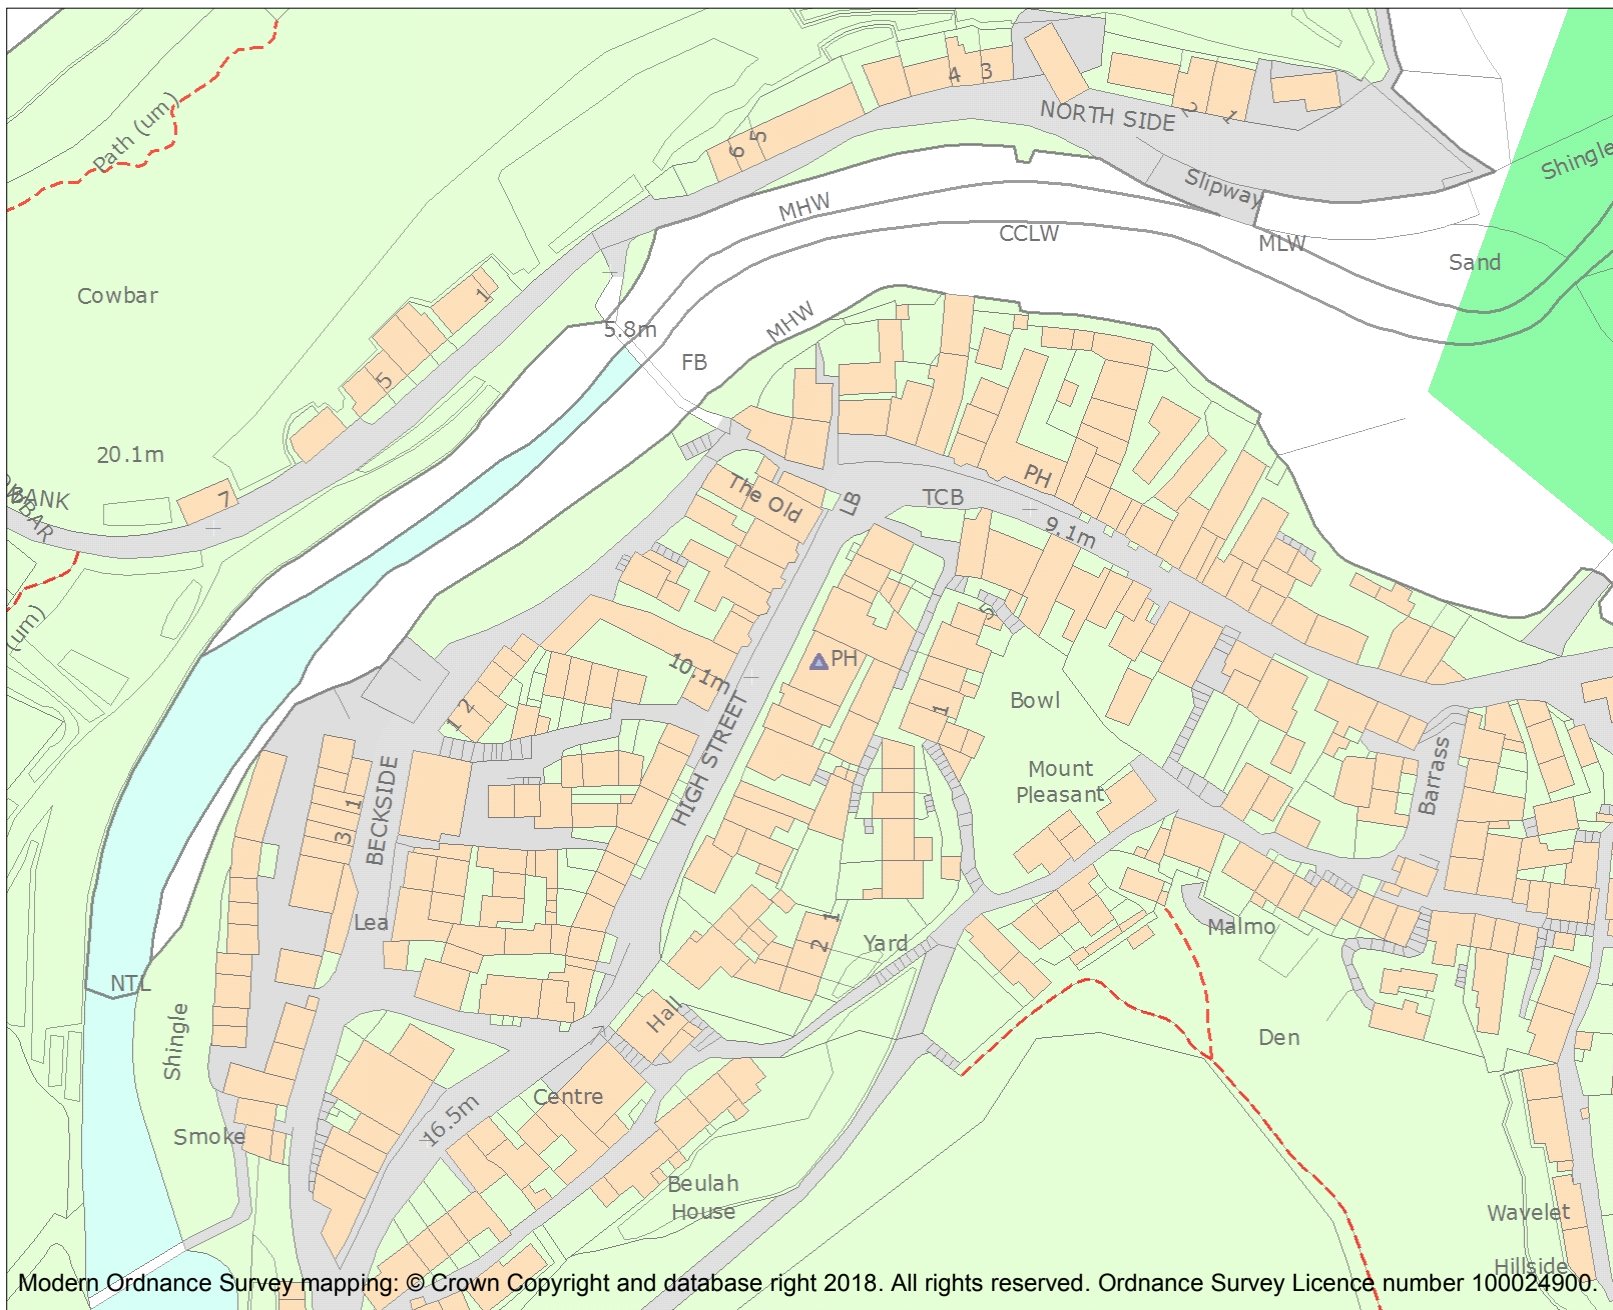 Path (um)
4 3
NORTH SIDE
2
1
6 5
Slipway
Shingle
MHW
CCLW
MLW
Sand
Cowbar
1
5.8m
MHW
FB
5
20.1m
BANK
7
PH
The Old
LB
TCB
9.1m
(um)
5
PH
10.1m
Bowl
1 2
1
HIGH STREET
Mount
Pleasant
Barrass
BECKSIDE
1
3
Lea
1
2
Yard
Malmo
NTL
Shingle
Hall
Den
Centre
16.5m
Smoke
Beulah
House
Wavelet
Hillside
Modern Ordnance Survey mapping: © Crown Copyright and database right 2018. All rights reserved. Ordnance Survey Licence number 100024900.